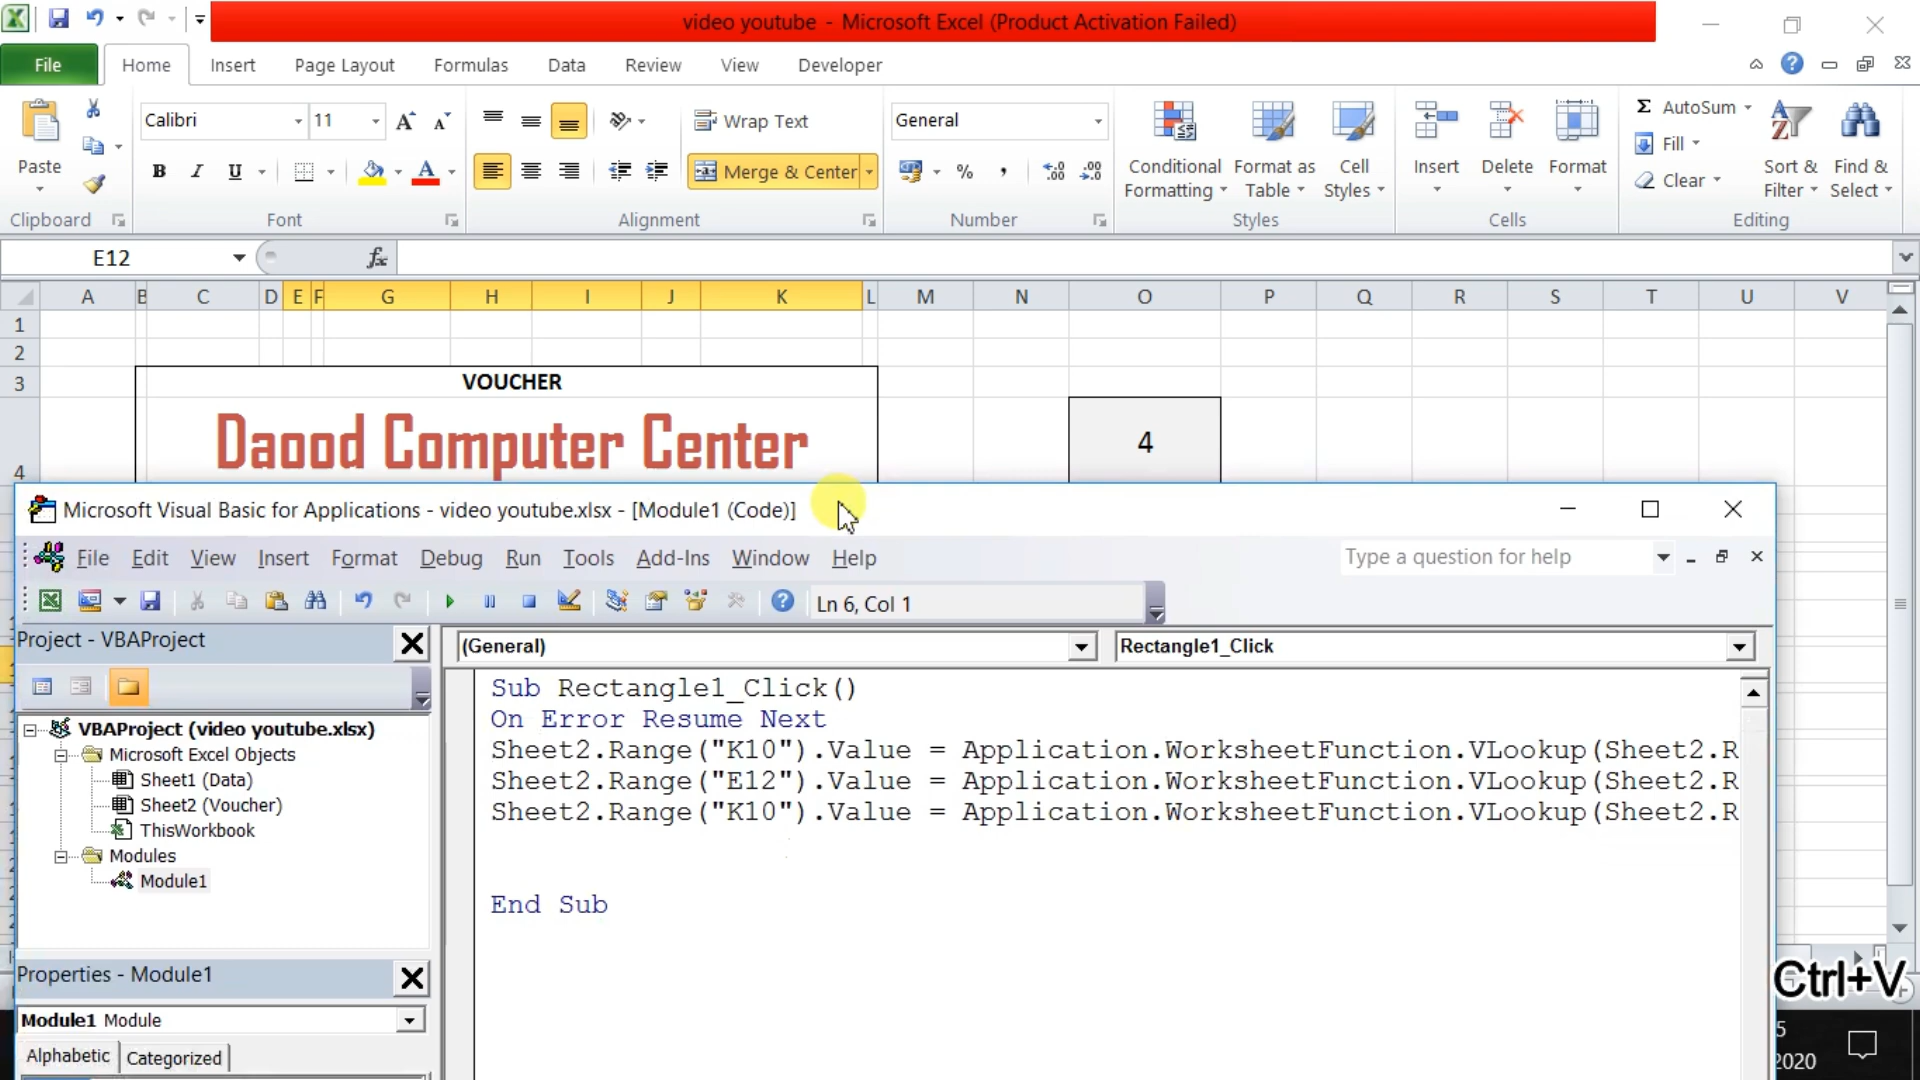 video youtube - Microsoft Excel (Product Activation Failed)
File Home Insert Page Layout Formulas Data Review View Developer
Paste
Clipboard
Calibri 11
B I U
Font
Wrap Text
Merge & Center
Alignment
General
% ,
Number
Conditional Formatting
Format as Table
Cell Styles
Styles
Insert Delete Format
Cells
Σ AutoSum
Fill
Clear
Sort & Filter
Find & Select
Editing
E12 fx
A B C D E F G H I J K L M N O P Q R S T U V
1
2
3 VOUCHER
4 Daood Computer Center 4
Microsoft Visual Basic for Applications - video youtube.xlsx - [Module1 (Code)]
File Edit View Insert Format Debug Run Tools Add-Ins Window Help Type a question for help
Ln 6, Col 1
Project - VBAProject
(General) Rectangle1_Click
VBAProject (video youtube.xlsx)
Microsoft Excel Objects
Sheet1 (Data)
Sheet2 (Voucher)
ThisWorkbook
Modules
Module1
Sub Rectangle1_Click()
On Error Resume Next
Sheet2.Range("K10").Value = Application.WorksheetFunction.VLookup(Sheet2.R
Sheet2.Range("E12").Value = Application.WorksheetFunction.VLookup(Sheet2.R
Sheet2.Range("K10").Value = Application.WorksheetFunction.VLookup(Sheet2.R
End Sub
Properties - Module1
Module1 Module
Alphabetic Categorized
Ctrl+V
5
2020